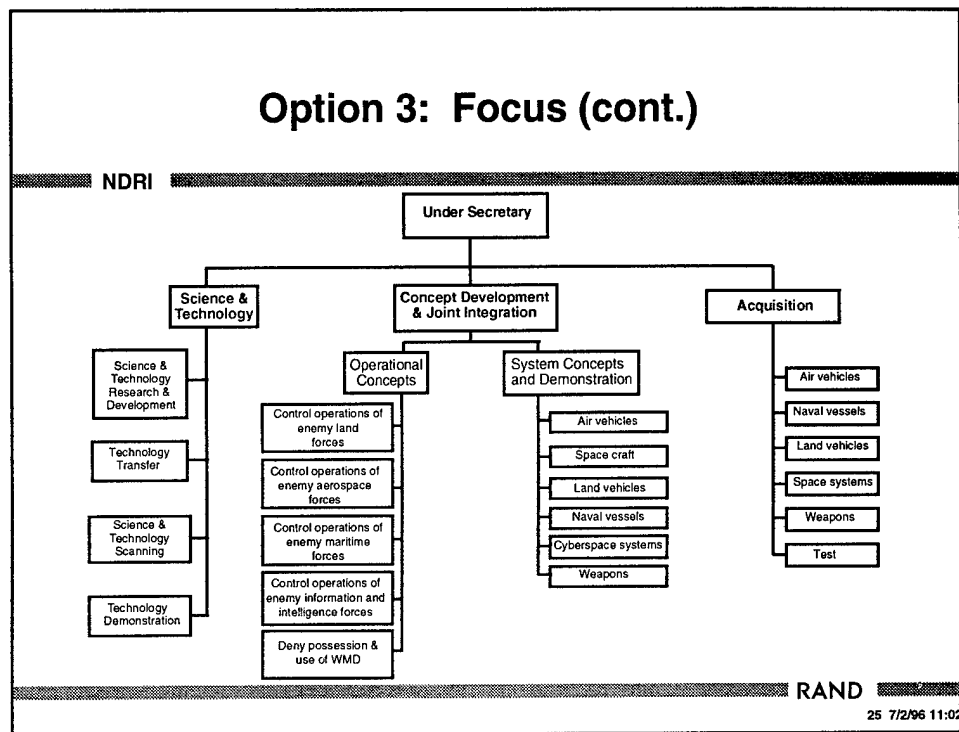 Option 3: Focus (cont.)
NDRI
Under Secretary
Science &
Technology
Science &
Technology
Research &
Development
Technology
Transfer
Science &
Technology
Scanning
Technology
Demonstration
Concept Development
& Joint Integration
Operational
Concepts
Control operations of
enemy land
forces
Control operations of
enemy aerospace
forces
Control operations of
enemy maritime
forces
Control operations of
enemy information and
intelligence forces
Deny possession &
use of WMD
System Concepts
and Demonstration
Air vehicles
Space craft
Land vehicles
Naval vessels
Cyberspace systems
Weapons
Acquisition
Air vehicles
Naval vessels
Land vehicles
Space systems
Weapons
Test
RAND
25 7/2/96 11:02